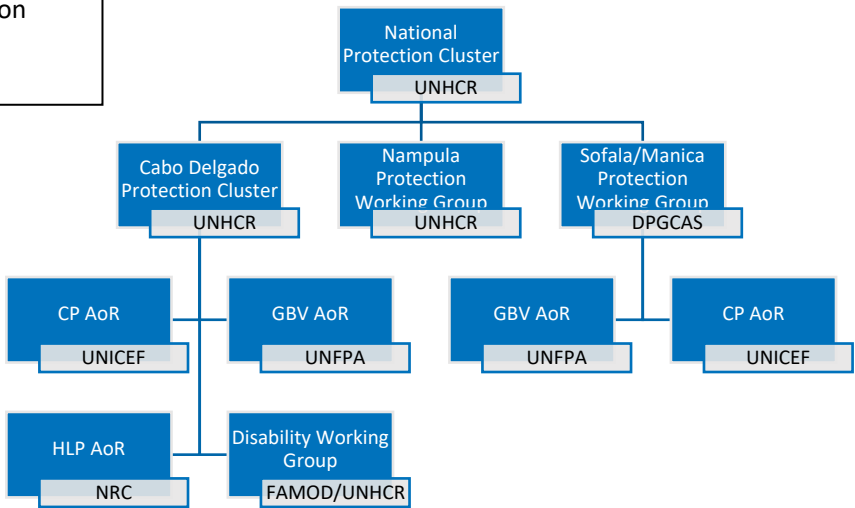 on
National
Protection Cluster
UNHCR
Cabo Delgado
Protection Cluster
UNHCR
Nampula
Protection
Working Group
UNHCR
Sofala/Manica
Protection
Working Group
DPGCAS
CP AoR
UNICEF
GBV AoR
UNFPA
GBV AoR
UNFPA
CP AoR
UNICEF
HLP AoR
NRC
Disability Working
Group
FAMOD/UNHCR